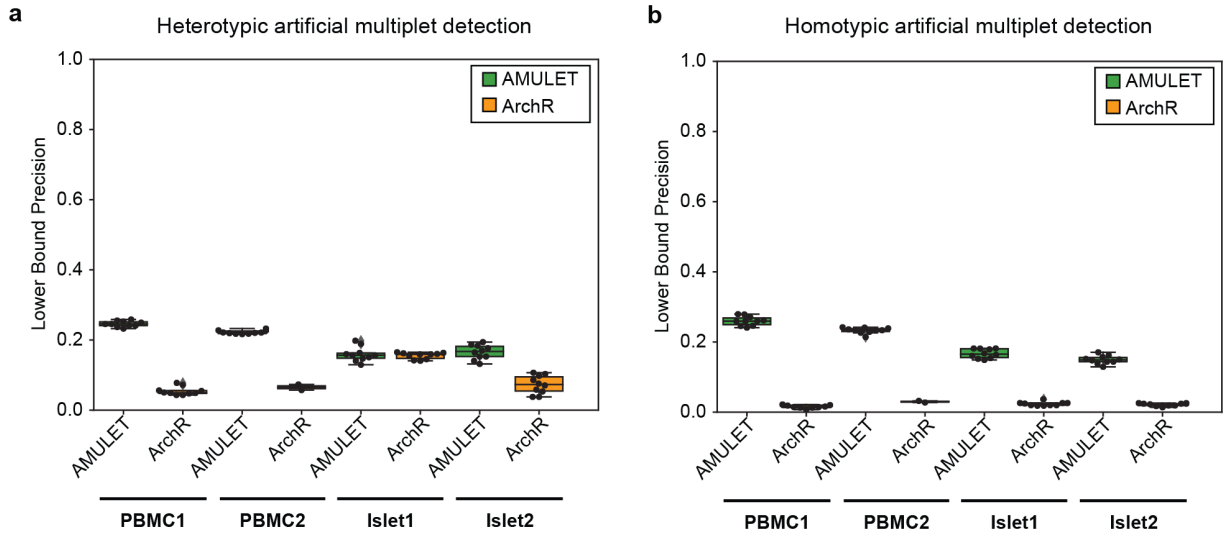 a
Heterotypic artificial multiplet detection
Lower Bound Precision
1.0
0.8
0.6
0.4
0.2
0.0
AMULET
ArchR
AMULET
ArchR
AMULET
ArchR
AMULET
ArchR
AMULET
ArchR
PBMC1
PBMC2
Islet1
Islet2
b
Homotypic artificial multiplet detection
Lower Bound Precision
1.0
0.8
0.6
0.4
0.2
0.0
AMULET
ArchR
AMULET
ArchR
AMULET
ArchR
AMULET
ArchR
AMULET
ArchR
PBMC1
PBMC2
Islet1
Islet2